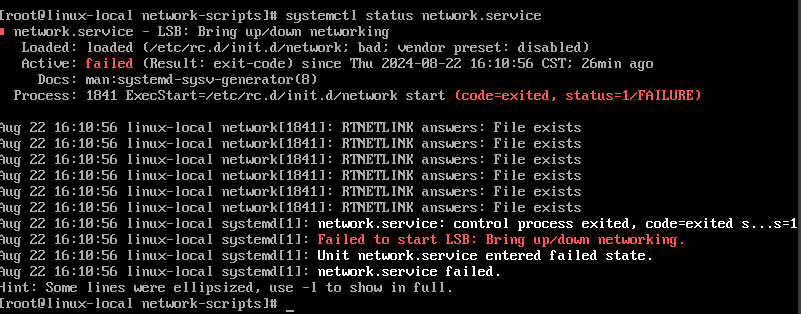 [root@linux-local network-scripts]# systemctl status network.service
● network.service - LSB: Bring up/down networking
Loaded: loaded (/etc/rc.d/init.d/network; bad; vendor preset: disabled)
Active: failed (Result: exit-code) since Thu 2024-08-22 16:10:56 CST; 26min ago
Docs: man:systemd-sysv-generator(8)
Process: 1841 ExecStart=/etc/rc.d/init.d/network start (code=exited, status=1/FAILURE)
Aug 22 16:10:56 linux-local network[1841]: RTNETLINK answers: File exists
Aug 22 16:10:56 linux-local network[1841]: RTNETLINK answers: File exists
Aug 22 16:10:56 linux-local network[1841]: RTNETLINK answers: File exists
Aug 22 16:10:56 linux-local network[1841]: RTNETLINK answers: File exists
Aug 22 16:10:56 linux-local network[1841]: RTNETLINK answers: File exists
Aug 22 16:10:56 linux-local network[1841]: RTNETLINK answers: File exists
Aug 22 16:10:56 linux-local systemd[1]: network.service: control process exited, code=exited s...s=1
Aug 22 16:10:56 linux-local systemd[1]: Failed to start LSB: Bring up/down networking.
Aug 22 16:10:56 linux-local systemd[1]: Unit network.service entered failed state.
Aug 22 16:10:56 linux-local systemd[1]: network.service failed.
Hint: Some lines were ellipsized, use -l to show in full.
[root@linux-local network-scripts]# _